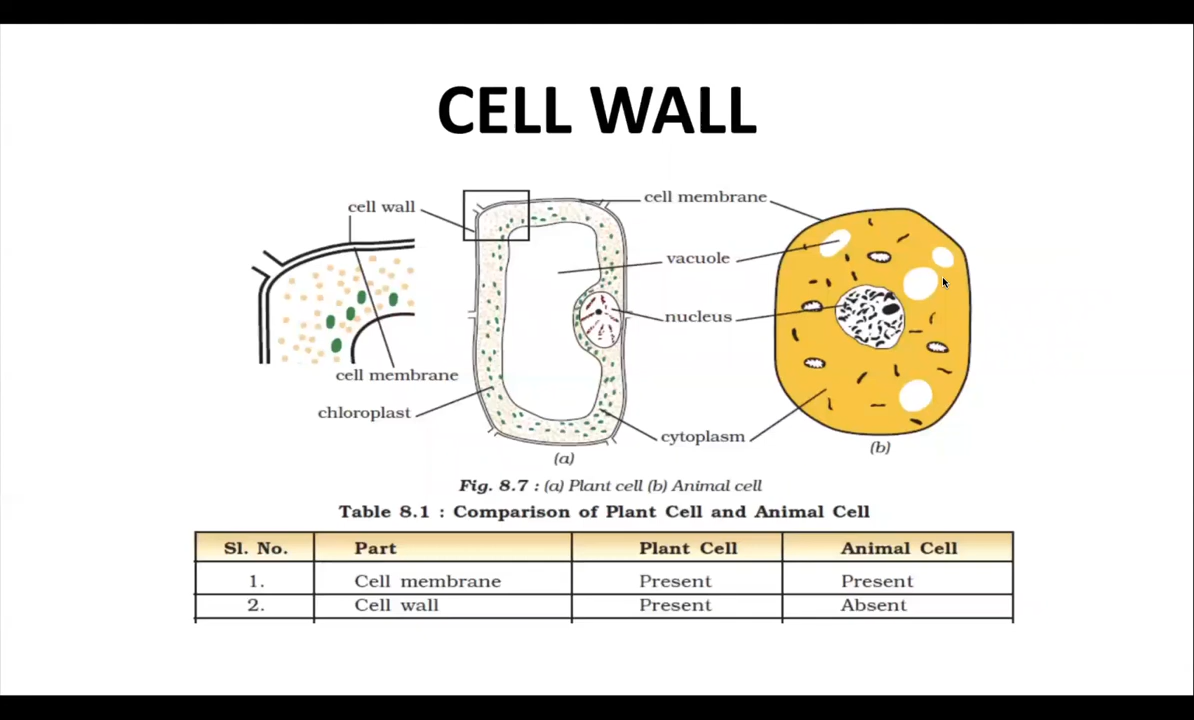 CELL WALL
cell wall
cell membrane
vacuole
nucleus
cell membrane
chloroplast
cytoplasm
(a)
(b)
Fig. 8.7 : (a) Plant cell (b) Animal cell
Table 8.1 : Comparison of Plant Cell and Animal Cell
Sl. No. Part Plant Cell Animal Cell
1. Cell membrane Present Present
2. Cell wall Present Absent